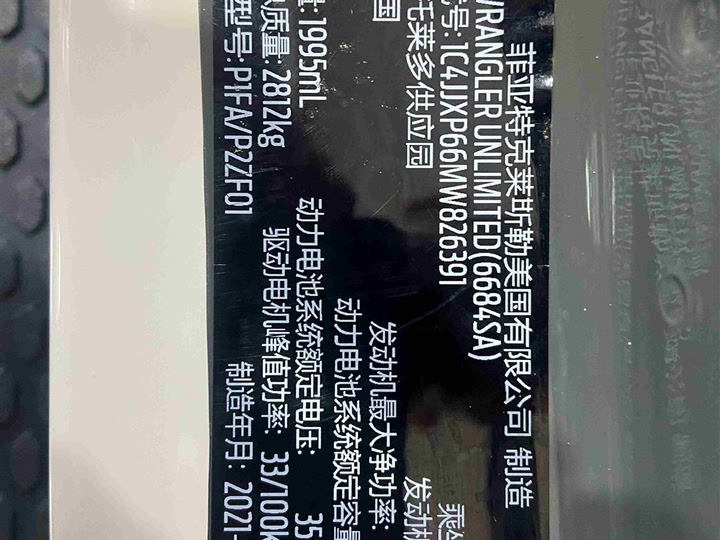 菲亚特克莱斯勒美国有限公司 制造
WRANGLER UNLIMITED(6684SA)
号: 1C4JJXP66MW826391
托莱多供应园
国
乘坐
发动机
发动机最大净功率:
动力电池系统额定容量
动力电池系统额定电压: 35
: 1995mL
驱动电机峰值功率: 33/100k
质量: 2812kg
型号: P1FA/P2ZF01
制造年月: 2021-